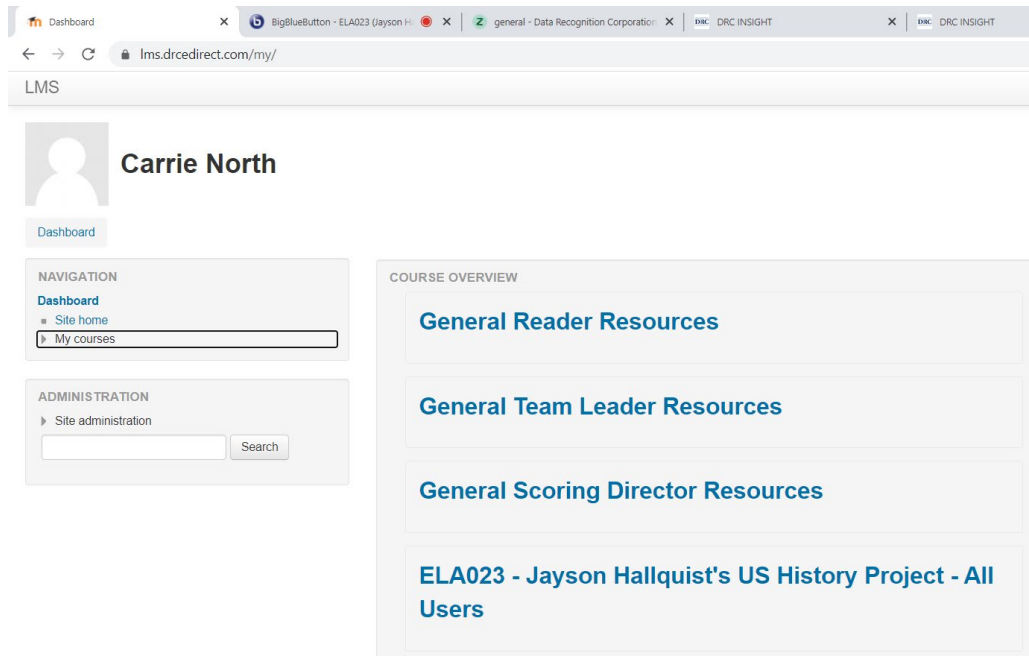 Dashboard
BigBlueButton - ELA023 (Jayson H
general - Data Recognition Corporation
DRC INSIGHT
DRC INSIGHT
lms.drcedirect.com/my/
LMS
Carrie North
Dashboard
NAVIGATION
Dashboard
Site home
My courses
ADMINISTRATION
Site administration
Search
COURSE OVERVIEW
General Reader Resources
General Team Leader Resources
General Scoring Director Resources
ELA023 - Jayson Hallquist's US History Project - All
Users